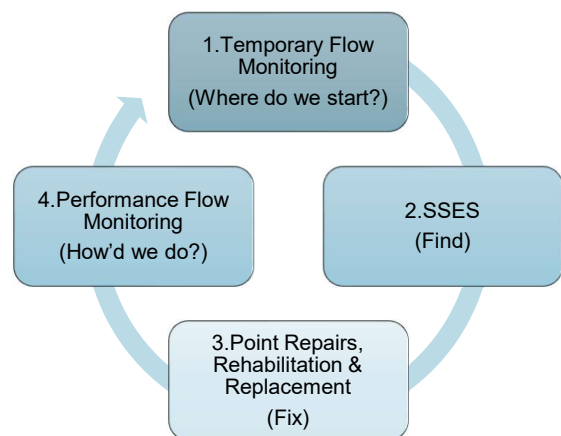 1.Temporary Flow
Monitoring
(Where do we start?)
2.SSES
(Find)
3.Point Repairs,
Rehabilitation &
Replacement
(Fix)
4.Performance Flow
Monitoring
(How’d we do?)